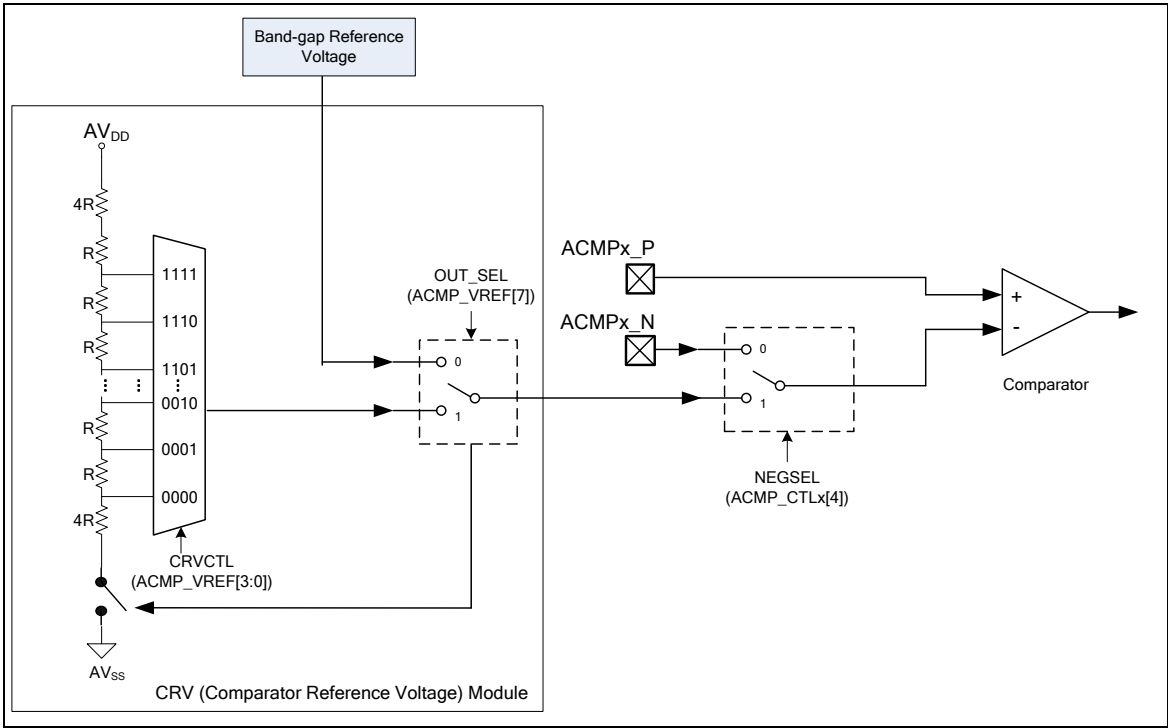 Band-gap Reference
Voltage
AVDD
4R
R
R
R
R
R
4R
1111
1110
1101
0010
0001
0000
CRVCTL
(ACMP_VREF[3:0])
AVSS
OUT_SEL
(ACMP_VREF[7])
0
1
ACMPx_P
ACMPx_N
0
1
NEGSEL
(ACMP_CTLx[4])
+
-
Comparator
CRV (Comparator Reference Voltage) Module